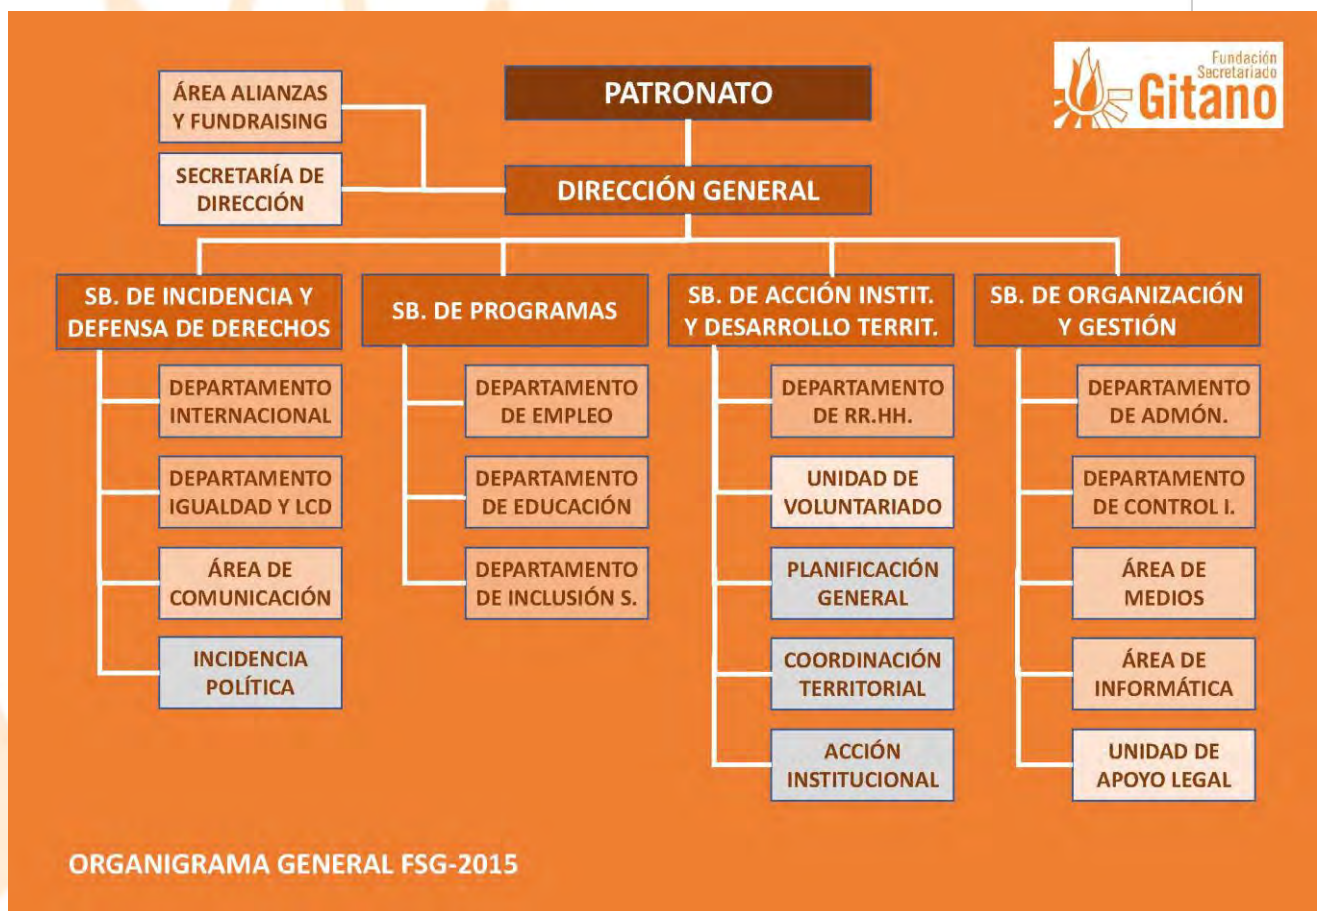 Fundación
Secretariado
Gitano
PATRONATO
ÁREA ALIANZAS
Y FUNDRAISING
SECRETARÍA DE
DIRECCIÓN
DIRECCIÓN GENERAL
SB. DE INCIDENCIA Y
DEFENSA DE DERECHOS
DEPARTAMENTO
INTERNACIONAL
DEPARTAMENTO
IGUALDAD Y LCD
ÁREA DE
COMUNICACIÓN
INCIDENCIA
POLÍTICA
SB. DE PROGRAMAS
DEPARTAMENTO
DE EMPLEO
DEPARTAMENTO
DE EDUCACIÓN
DEPARTAMENTO
DE INCLUSIÓN S.
SB. DE ACCIÓN INSTIT.
Y DESARROLLO TERRIT.
DEPARTAMENTO
DE RR.HH.
UNIDAD DE
VOLUNTARIADO
PLANIFICACIÓN
GENERAL
COORDINACIÓN
TERRITORIAL
ACCIÓN
INSTITUCIONAL
SB. DE ORGANIZACIÓN
Y GESTIÓN
DEPARTAMENTO
DE ADMÓN.
DEPARTAMENTO
DE CONTROL I.
ÁREA DE
MEDIOS
ÁREA DE
INFORMÁTICA
UNIDAD DE
APOYO LEGAL
ORGANIGRAMA GENERAL FSG-2015